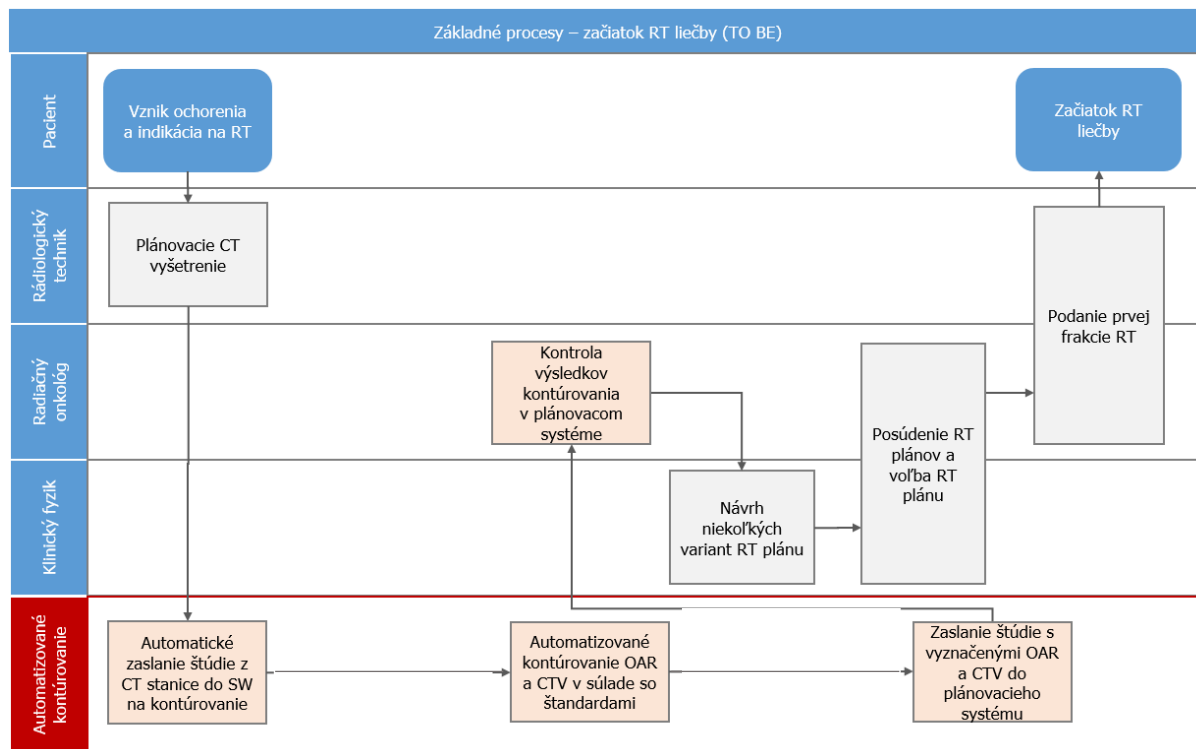 Základné procesy – začiatok RT liečby (TO BE)
Pacient
Vznik ochorenia
a indikácia na RT
Začiatok RT
liečby
Rádiologický
technik
Plánovacie CT
vyšetrenie
Podanie prvej
frakcie RT
Radiačný
onkológ
Kontrola
výsledkov
kontúrovania
v plánovacom
systéme
Posúdenie RT
plánov a
voľba RT
plánu
Klinický fyzik
Návrh
niekoľkých
variant RT plánu
Automatizované
kontúrovanie
Automatické
zaslanie štúdie z
CT stanice do SW
na kontúrovanie
Automatizované
kontúrovanie OAR
a CTV v súlade so
štandardami
Zaslanie štúdie s
vyznačenými OAR
a CTV do
plánovacieho
systému